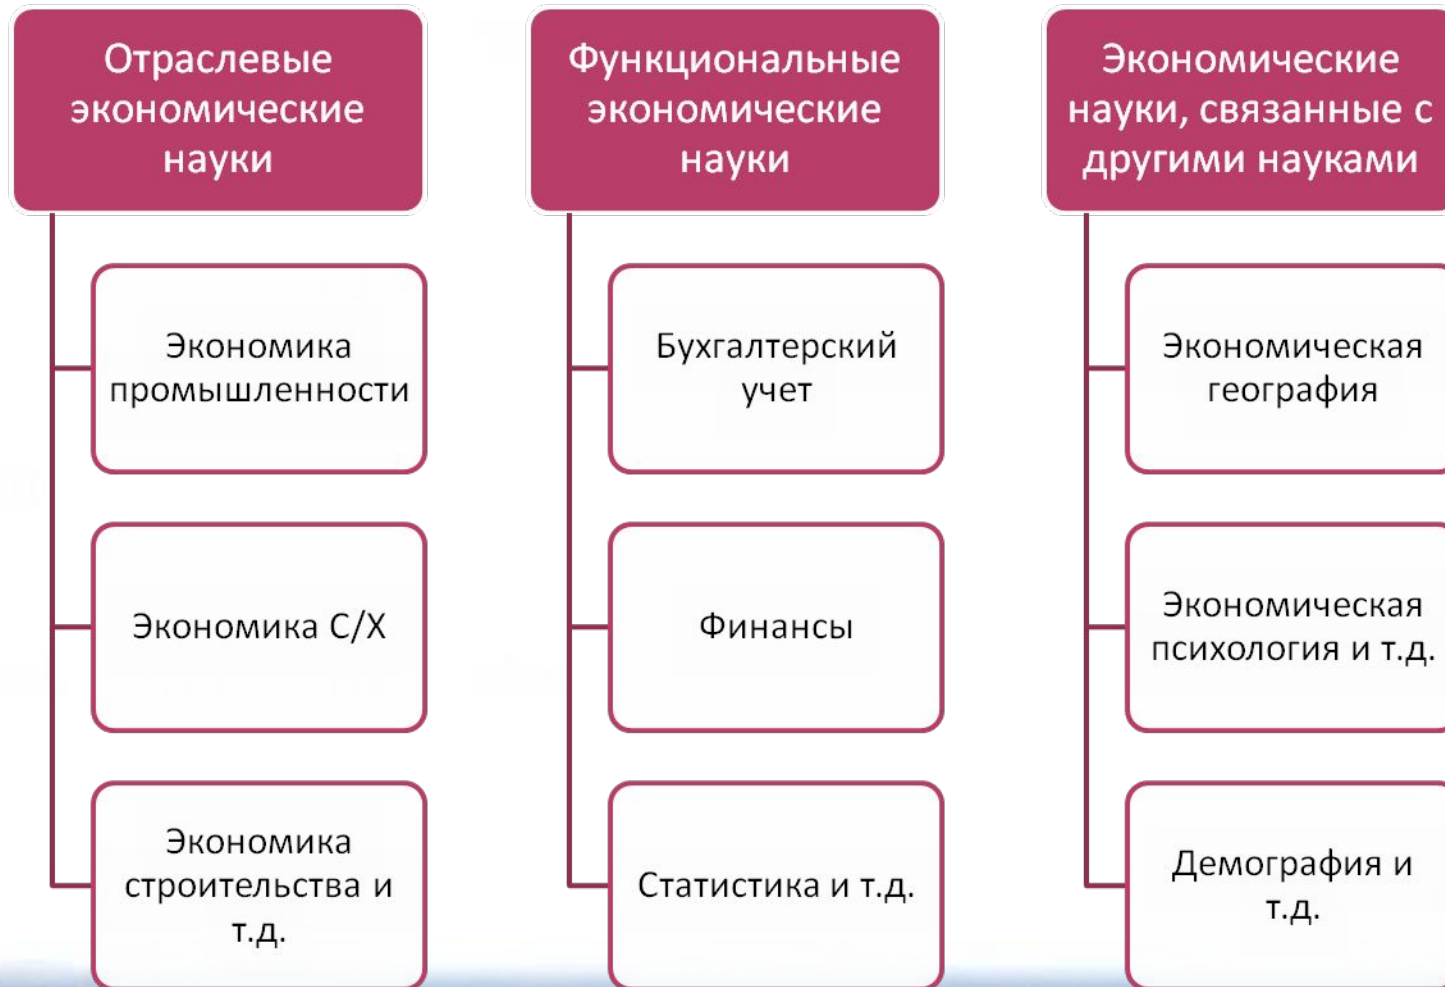 Отраслевые
экономические
науки
Экономика
промышленности
Экономика С/Х
Экономика
строительства и
т.д.
Функциональные
экономические
науки
Бухгалтерский
учет
Финансы
Статистика и т.д.
Экономические
науки, связанные с
другими науками
Экономическая
география
Экономическая
психология и т.д.
Демография и
т.д.